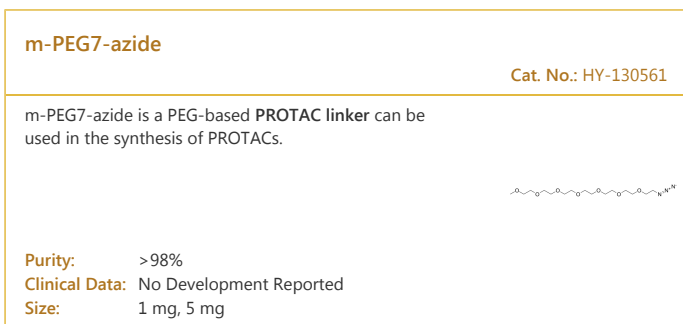 m-PEG7-azide
Cat. No.: HY-130561
m-PEG7-azide is a PEG-based PROTAC linker can be
used in the synthesis of PROTACs.
Purity: >98%
Clinical Data: No Development Reported
Size: 1 mg, 5 mg